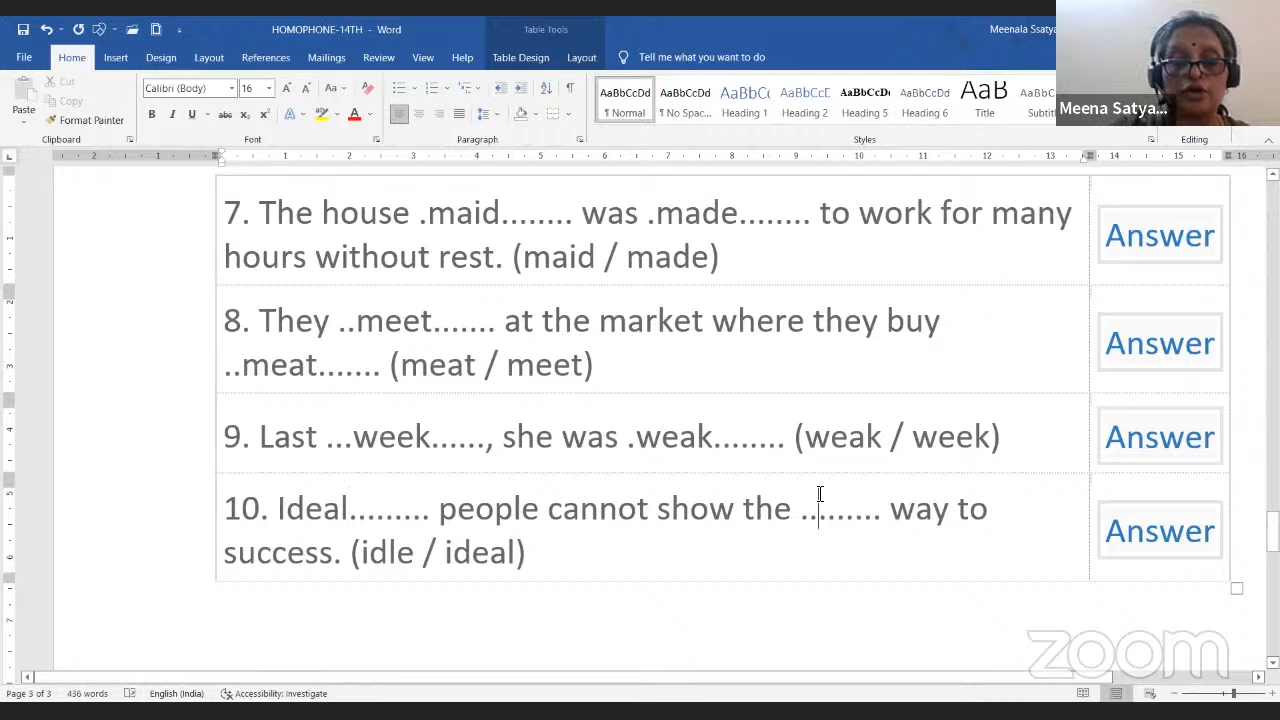 HOMOPHONE-14TH - Word
Table Tools
Meenala Ssatya
File Home Insert Design Layout References Mailings Review View Help Table Design Layout Tell me what you want to do
Paste
Cut
Copy
Format Painter
Clipboard
Calibri (Body) 16
Font
Paragraph
AaBbCcDd AaBbCcDd AaBbC AaBbCcC AaBbCcD AaBbCcDd AaB AaBbCcD
¶ Normal ¶ No Spac... Heading 1 Heading 2 Heading 5 Heading 6 Title Subtit
Styles
Editing
Meena Satya...
7. The house .maid........ was .made........ to work for many
hours without rest. (maid / made)
Answer
8. They ..meet....... at the market where they buy
..meat....... (meat / meet)
Answer
9. Last ...week......, she was .weak........ (weak / week)
Answer
10. Ideal......... people cannot show the ......... way to
success. (idle / ideal)
Answer
zoom
Page 3 of 3 436 words English (India) Accessibility: Investigate